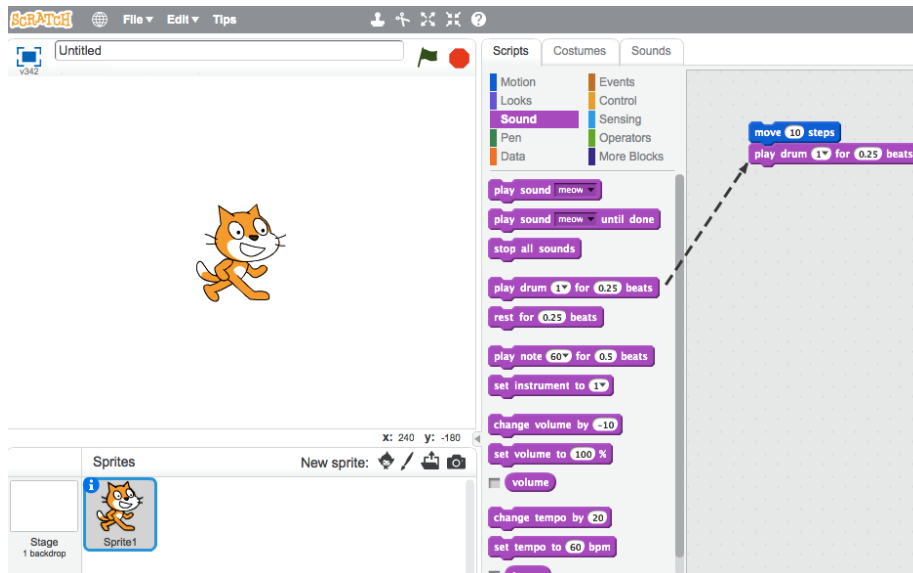 SCRATCH File Edit Tips
v342
Untitled
Scripts Costumes Sounds
Motion Events
Looks Control
Sound Sensing
Pen Operators
Data More Blocks
play sound meow
play sound meow until done
stop all sounds
play drum 1 for 0.25 beats
rest for 0.25 beats
play note 60 for 0.5 beats
set instrument to 1
change volume by -10
set volume to 100 %
volume
change tempo by 20
set tempo to 60 bpm
move 10 steps
play drum 1 for 0.25 beats
x: 240 y: -180
Sprites New sprite:
Stage
1 backdrop
Sprite1